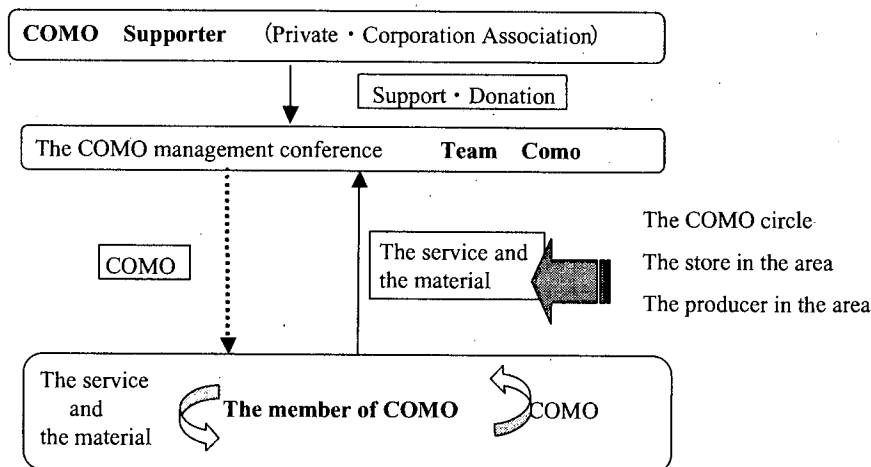 COMO Supporter (Private・Corporation Association)
Support・Donation
The COMO management conference Team Como
COMO
The service and
the material
The COMO circle
The store in the area
The producer in the area
The service
and
the material
The member of COMO
COMO